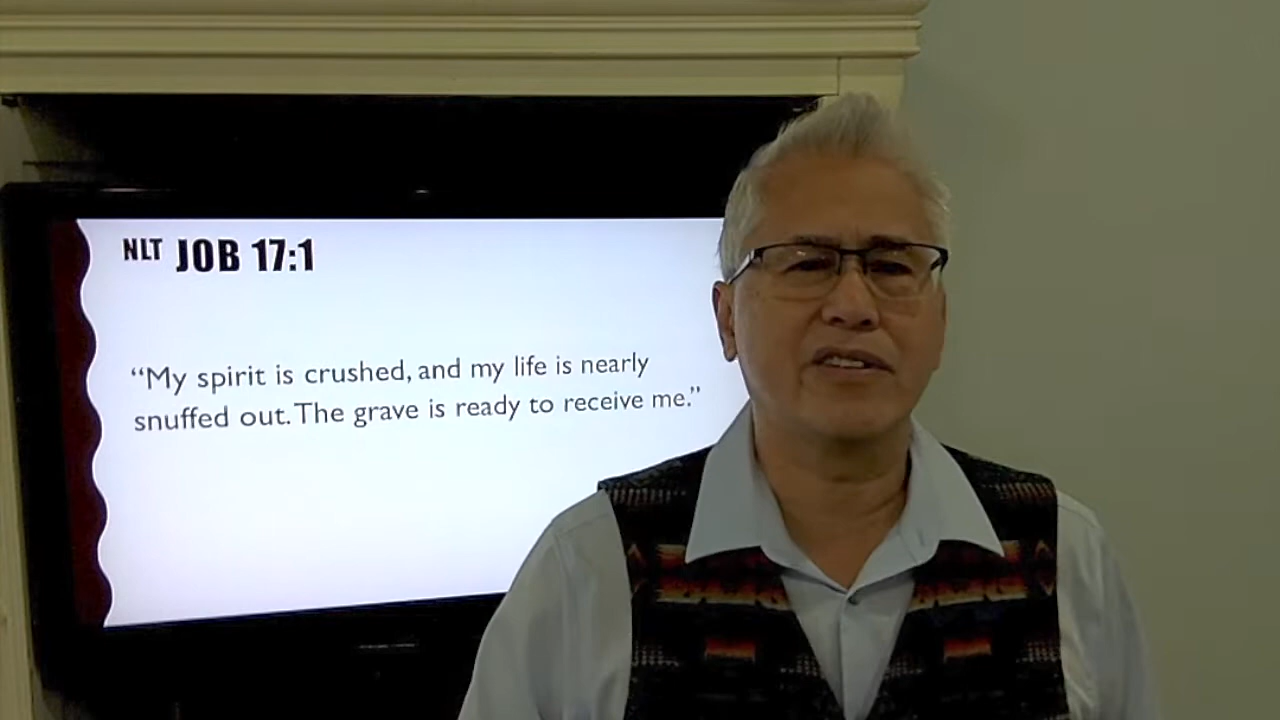 NLT JOB 17:1
“My spirit is crushed, and my life is nearly
snuffed out. The grave is ready to receive me.”